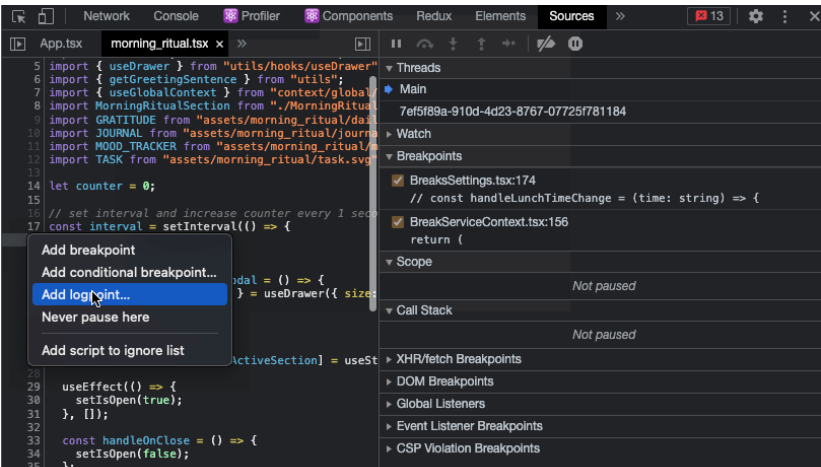 Network Console Profiler Components Redux Elements Sources » 13
App.tsx morning_ritual.tsx × »
5 import { useDrawer } from "utils/hooks/useDrawer"
6 import { getGreetingSentence } from "utils";
7 import { useGlobalContext } from "context/global/
8 import MorningRitualSection from "./MorningRitual
9 import GRATITUDE from "assets/morning_ritual/dail
10 import JOURNAL from "assets/morning_ritual/journa
11 import MOOD_TRACKER from "assets/morning_ritual/m
12 import TASK from "assets/morning_ritual/task.svg"
13
14 let counter = 0;
15
16 // set interval and increase counter every 1 seco
17 const interval = setInterval(() => {
Add breakpoint
Add conditional breakpoint...
odal = () => {
Add logpoint...
} = useDrawer({ size:
Never pause here
Add script to ignore list
ActiveSection] = useSt
28
29 useEffect(() => {
30 setIsOpen(true);
31 }, []);
32
33 const handleOnClose = () => {
34 setIsOpen(false);
35 };
Threads
Main
7ef5f89a-910d-4d23-8767-07725f781184
Watch
Breakpoints
BreaksSettings.tsx:174
// const handleLunchTimeChange = (time: string) => {
BreakServiceContext.tsx:156
return (
Scope
Not paused
Call Stack
Not paused
XHR/fetch Breakpoints
DOM Breakpoints
Global Listeners
Event Listener Breakpoints
CSP Violation Breakpoints